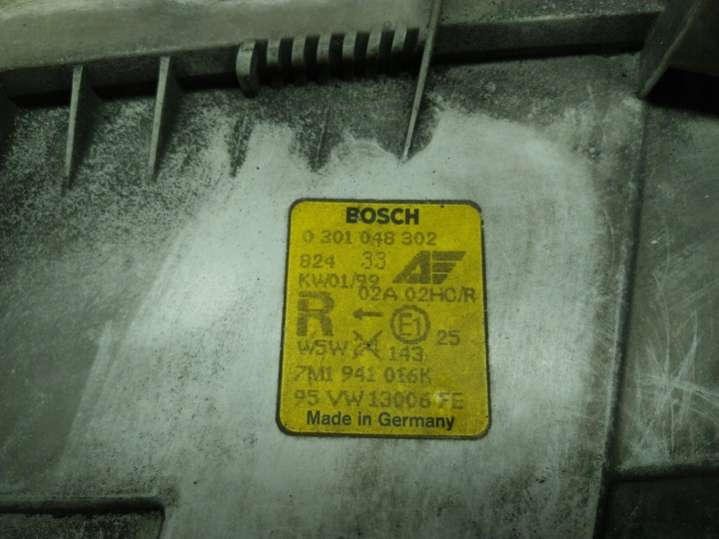 BOSCH
0 301 048 302
824 33
KW01/99
02A 02HC/R
R ← E1 25
W5W 143
7M1 941 016K
95 VW 13006 FE
Made in Germany